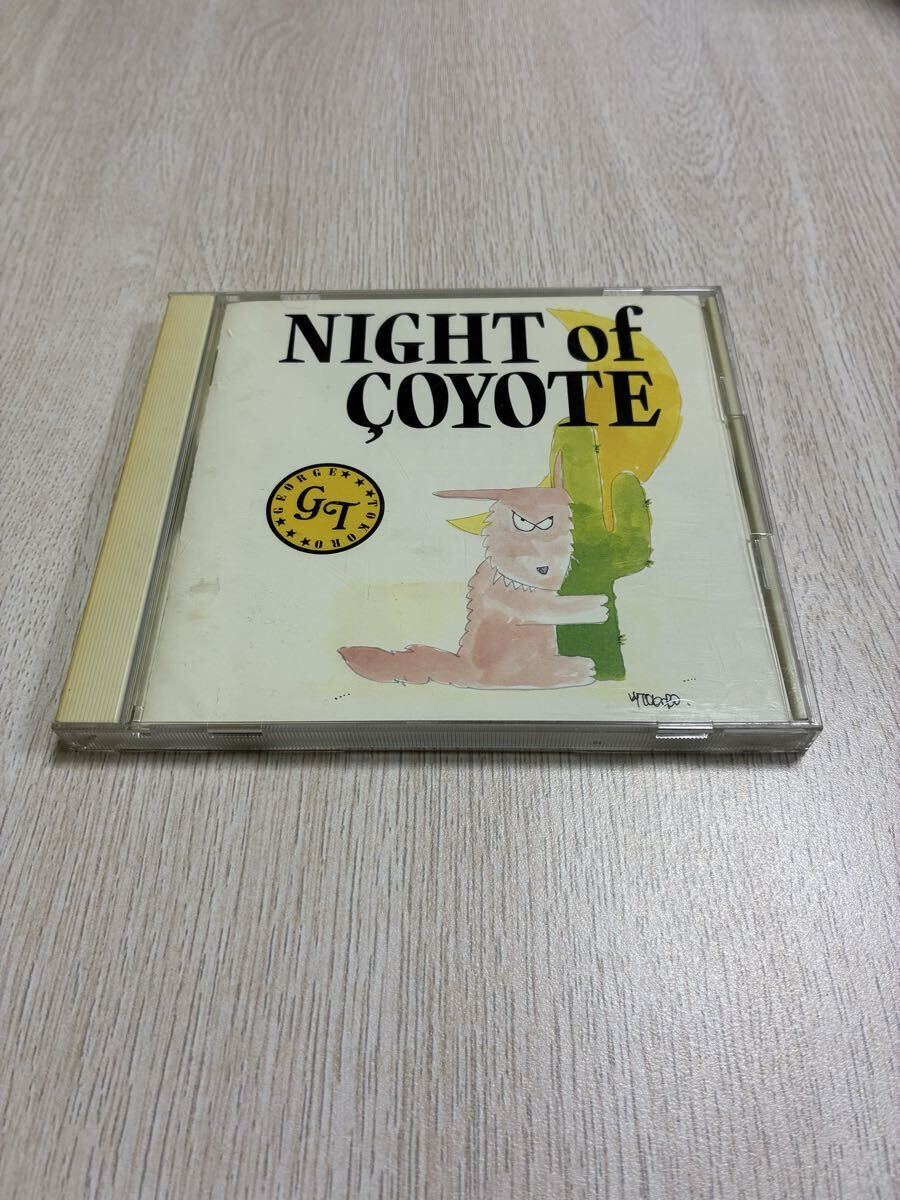 NIGHT of
ÇOYOTE
GEORGE
GT
TOKORO